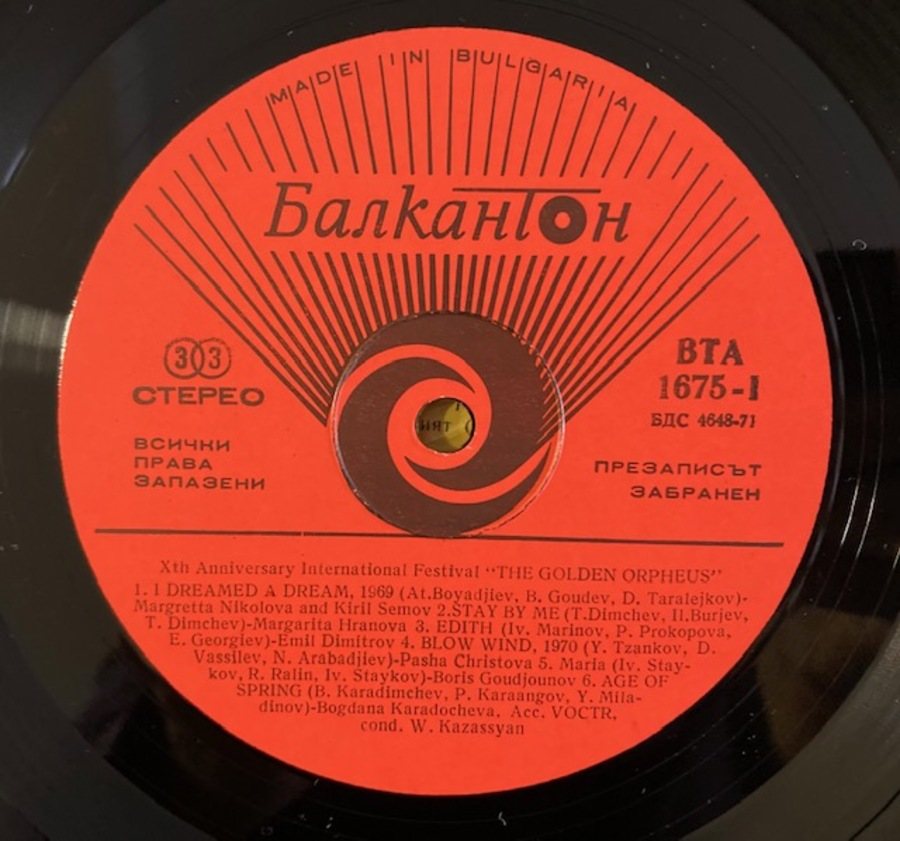 MADE IN BULGARIA
Балкантон
33
СТЕРЕО
ВСИЧКИ
ПРАВА
ЗАПАЗЕНИ
ВТА
1675-I
БДС 4648-71
ПРЕЗАПИСЪТ
ЗАБРАНЕН
ият
Xth Anniversary International Festival "THE GOLDEN ORPHEUS"
1. I DREAMED A DREAM, 1969 (At.Boyadjiev, B. Goudev, D. Taralejkov)-
Margretta Nikolova and Kiril Semov 2.STAY BY ME (T.Dimchev, Il.Burjev,
T. Dimchev)-Margarita Hranova 3. EDITH (Iv. Marinov, P. Prokopova,
E. Georgiev)-Emil Dimitrov 4. BLOW WIND, 1970 (Y. Tzankov, D.
Vassilev, N. Arabadjiev)-Pasha Christova 5. Maria (Iv. Stay-
kov, R. Ralin, Iv. Staykov)-Boris Goudjounov 6. AGE OF
SPRING (B. Karadimchev, P. Karaangov, Y. Mila-
dinov)-Bogdana Karadocheva. Acc. VOCTR,
cond. W. Kazassyan